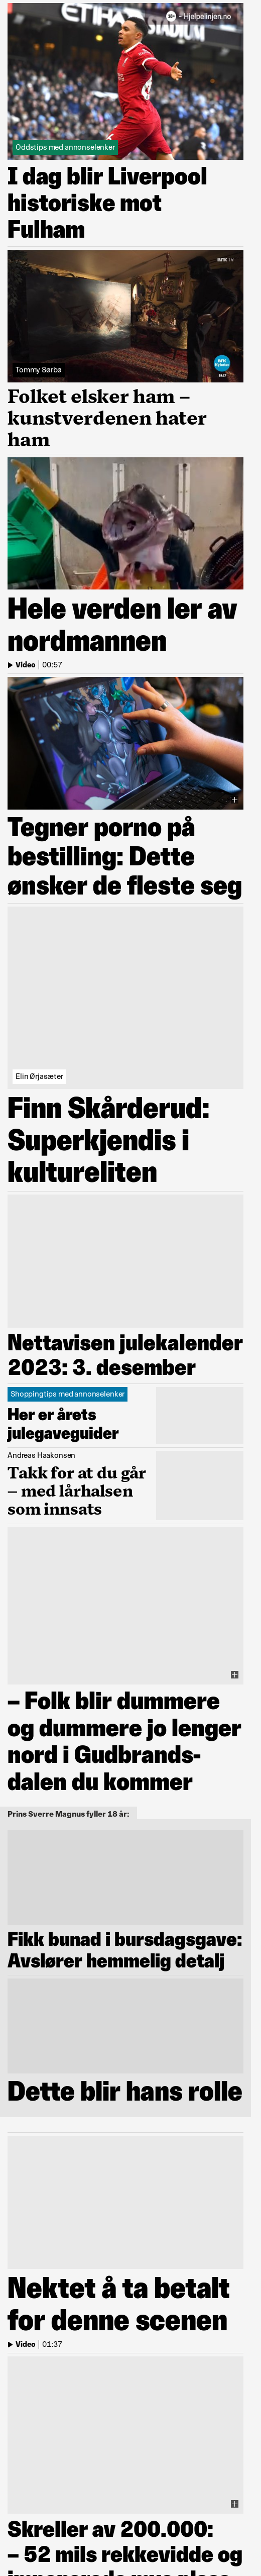 18+ - Hjelpelinjen.no
Oddstips med annonselenker
I dag blir Liverpool
historiske mot
Fulham
NRK TV
Tommy Sørbø
Folket elsker ham –
kunstverdenen hater
ham
Hele verden ler av
nordmannen
Video | 00:57
Tegner porno på
bestilling: Dette
ønsker de fleste seg
Elin Ørjasæter
Finn Skårderud:
Superkjendis i
kultureliten
Nettavisen julekalender
2023: 3. desember
Shoppingtips med annonselenker
Her er årets
julegaveguider
Andreas Haakonsen
Takk for at du går
– med lårhalsen
som innsats
– Folk blir dummere
og dummere jo lenger
nord i Gudbrands-
dalen du kommer
Prins Sverre Magnus fyller 18 år:
Fikk bunad i bursdagsgave:
Avslører hemmelig detalj
Dette blir hans rolle
Nektet å ta betalt
for denne scenen
Video | 01:37
Skreller av 200.000:
– 52 mils rekkevidde og